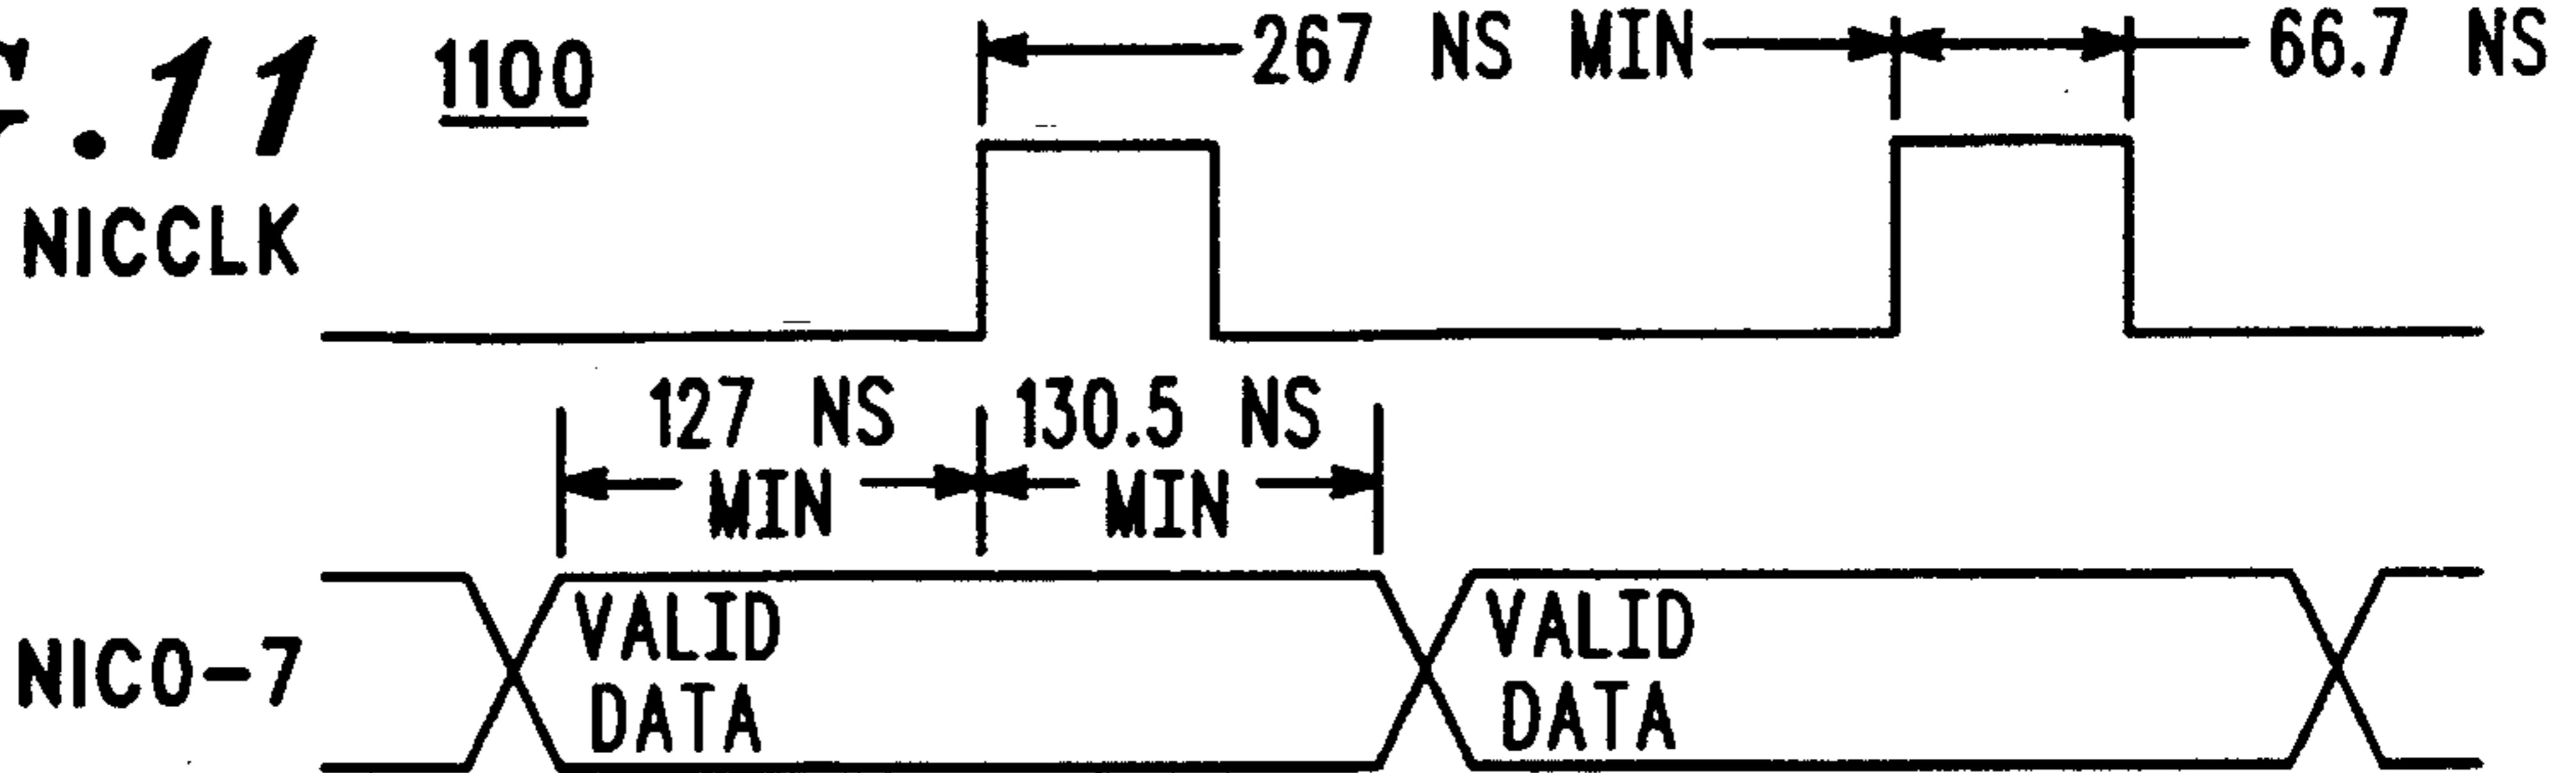 .11
1100
267 NS MIN
66.7 NS
NICCLK
127 NS
MIN
130.5 NS
MIN
NIC0-7
VALID
DATA
VALID
DATA